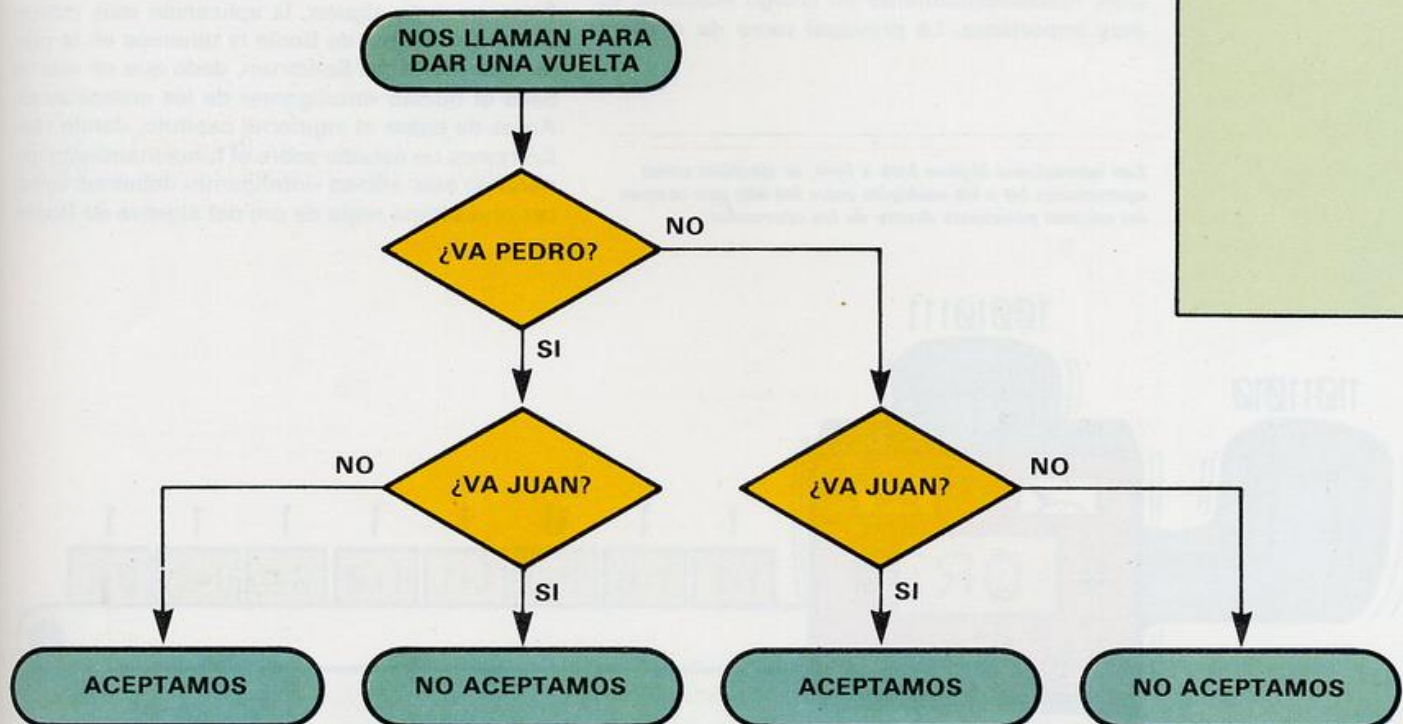 NOS LLAMAN PARA
DAR UNA VUELTA
¿VA PEDRO?
NO
SI
NO
¿VA JUAN?
¿VA JUAN?
NO
SI
SI
ACEPTAMOS
NO ACEPTAMOS
ACEPTAMOS
NO ACEPTAMOS